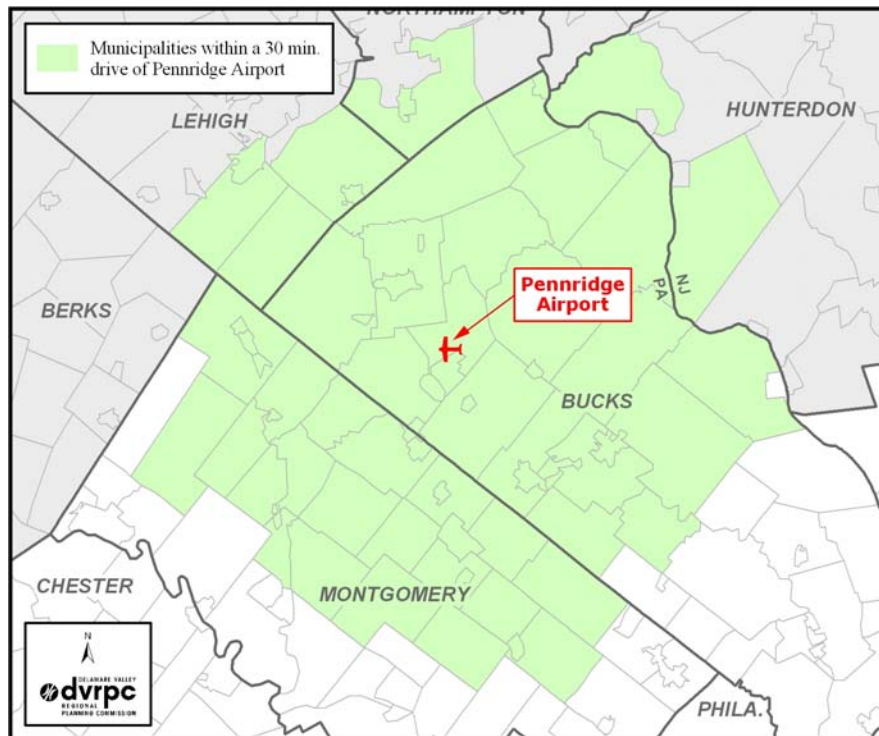 NORTHAMPTON
Municipalities within a 30 min.
drive of Pennridge Airport
LEHIGH
HUNTERDON
NJ
PA
Pennridge
Airport
BERKS
BUCKS
CHESTER
MONTGOMERY
N
DELAWARE VALLEY
dvrpc
REGIONAL
PLANNING COMMISSION
PHILA.